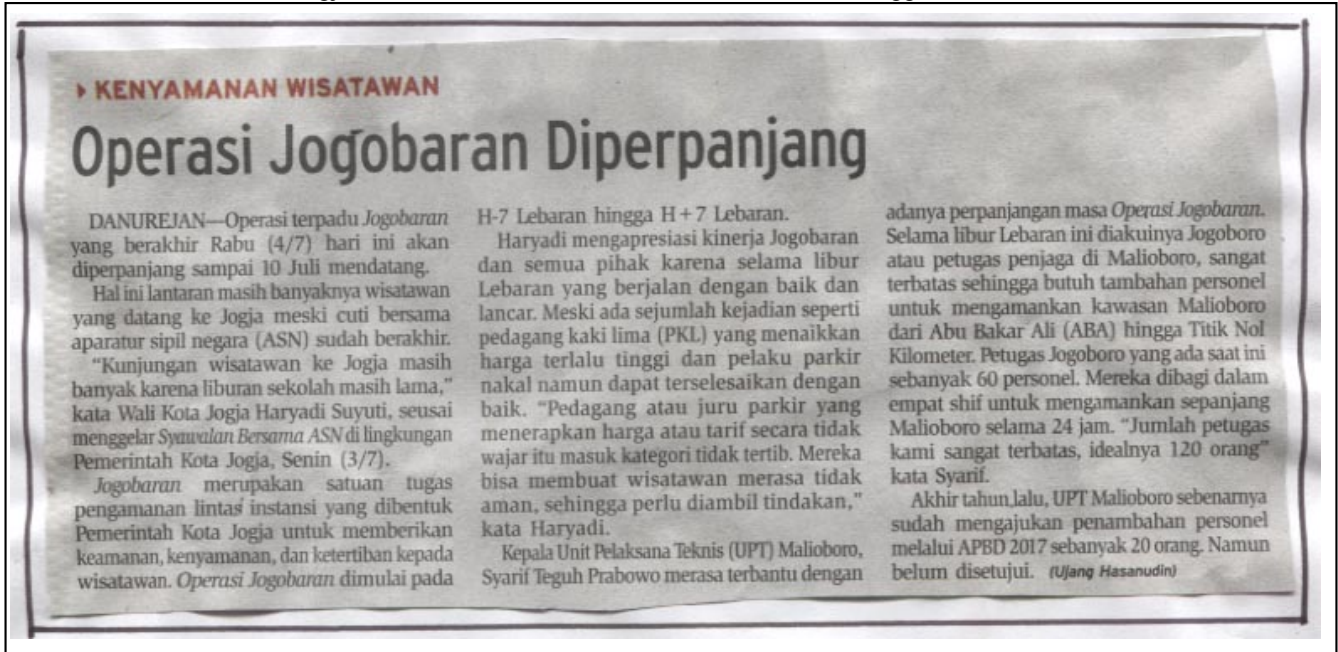 KENYAMANAN WISATAWAN
Operasi Jogobaran Diperpanjang
DANUREJAN—Operasi terpadu Jogobaran
yang berakhir Rabu (4/7) hari ini akan
diperpanjang sampai 10 Juli mendatang.
Hal ini lantaran masih banyaknya wisatawan
yang datang ke Jogja meski cuti bersama
aparatur sipil negara (ASN) sudah berakhir.
"Kunjungan wisatawan ke Jogja masih
banyak karena liburan sekolah masih lama,"
kata Wali Kota Jogja Haryadi Suyuti, seusai
menggelar Syawalan Bersama ASN di lingkungan
Pemerintah Kota Jogja, Senin (3/7).
Jogobaran merupakan satuan tugas
pengamanan lintas instansi yang dibentuk
Pemerintah Kota Jogja untuk memberikan
keamanan, kenyamanan, dan ketertiban kepada
wisatawan. Operasi Jogobaran dimulai pada
H-7 Lebaran hingga H+7 Lebaran.
Haryadi mengapresiasi kinerja Jogobaran
dan semua pihak karena selama libur
Lebaran yang berjalan dengan baik dan
lancar. Meski ada sejumlah kejadian seperti
pedagang kaki lima (PKL) yang menaikkan
harga terlalu tinggi dan pelaku parkir
nakal namun dapat terselesaikan dengan
baik. "Pedagang atau juru parkir yang
menerapkan harga atau tarif secara tidak
wajar itu masuk kategori tidak tertib. Mereka
bisa membuat wisatawan merasa tidak
aman, sehingga perlu diambil tindakan,"
kata Haryadi.
Kepala Unit Pelaksana Teknis (UPT) Malioboro,
Syarif Teguh Prabowo merasa terbantu dengan
adanya perpanjangan masa Operasi Jogobaran.
Selama libur Lebaran ini diakuinya Jogoboro
atau petugas penjaga di Malioboro, sangat
terbatas sehingga butuh tambahan personel
untuk mengamankan kawasan Malioboro
dari Abu Bakar Ali (ABA) hingga Titik Nol
Kilometer. Petugas Jogoboro yang ada saat ini
sebanyak 60 personel. Mereka dibagi dalam
empat shif untuk mengamankan sepanjang
Malioboro selama 24 jam. "Jumlah petugas
kami sangat terbatas, idealnya 120 orang"
kata Syarif.
Akhir tahun lalu, UPT Malioboro sebenarnya
sudah mengajukan penambahan personel
melalui APBD 2017 sebanyak 20 orang. Namun
belum disetujui. (Ujang Hasanudin)